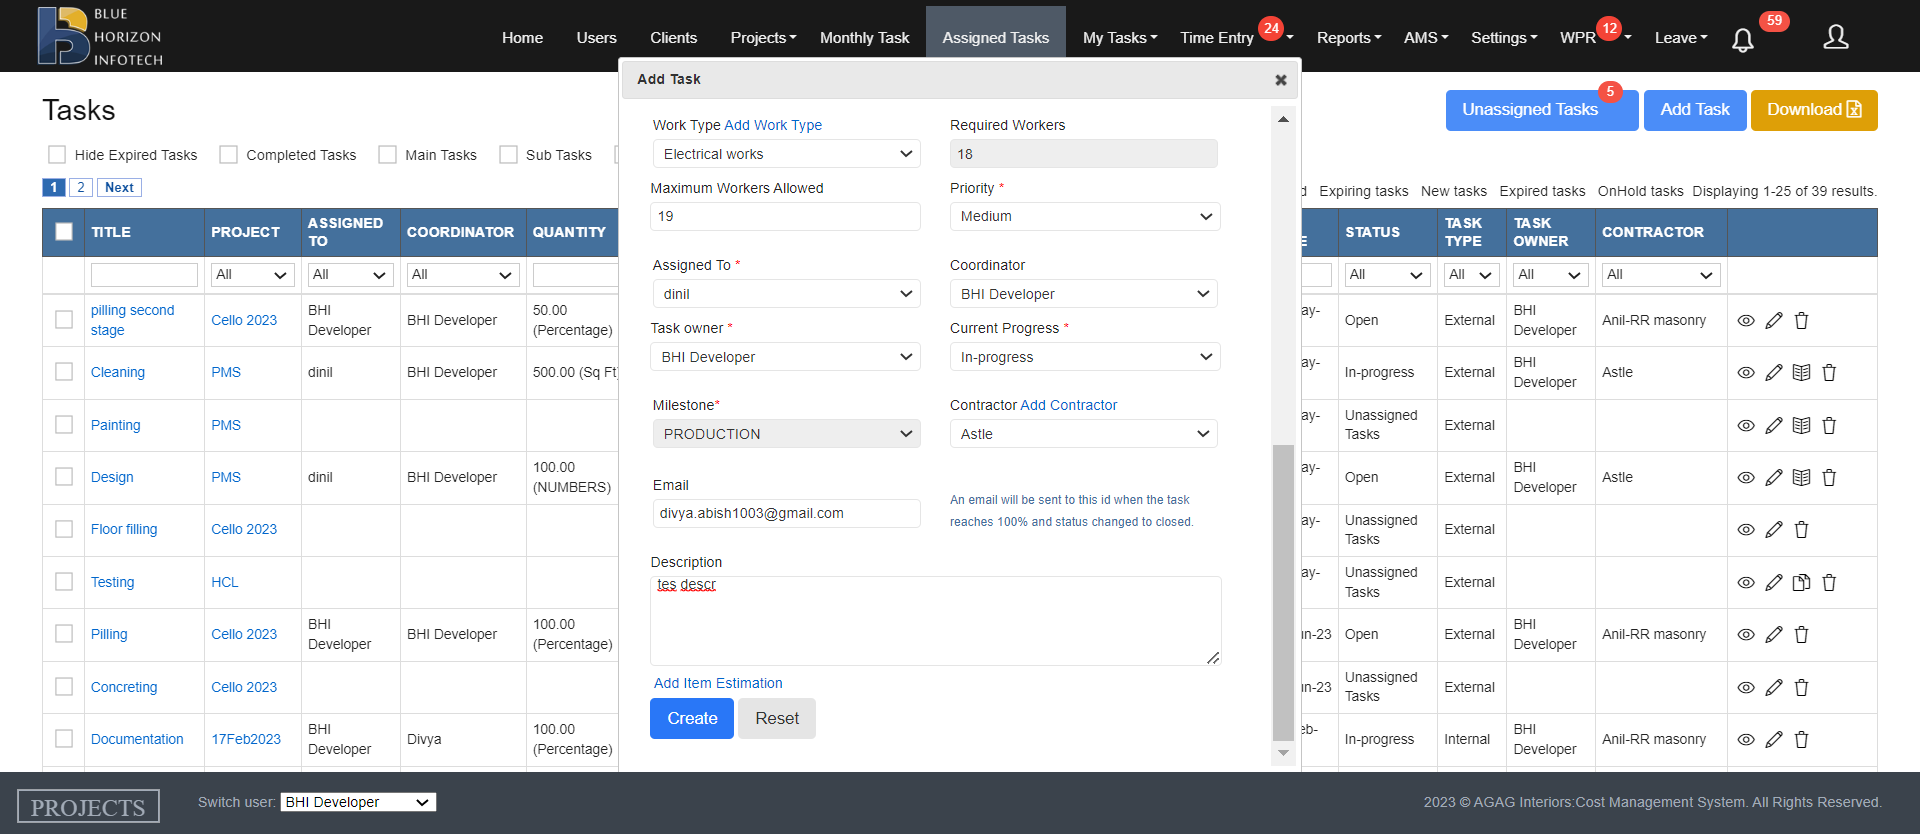 BLUE
HORIZON
INFOTECH
Home Users Clients Projects Monthly Task Assigned Tasks My Tasks Time Entry 24 Reports AMS Settings WPR 12 Leave 59
Tasks
Unassigned Tasks 5 Add Task Download
Hide Expired Tasks Completed Tasks Main Tasks Sub Tasks
1 2 Next
d Expiring tasks New tasks Expired tasks OnHold tasks Displaying 1-25 of 39 results.
TITLE PROJECT ASSIGNED TO COORDINATOR QUANTITY E STATUS TASK TYPE TASK OWNER CONTRACTOR
All All All All All All All
pilling second stage Cello 2023 BHI Developer BHI Developer 50.00 (Percentage) ay- Open External BHI Developer Anil-RR masonry
Cleaning PMS dinil BHI Developer 500.00 (Sq Ft) ay- In-progress External BHI Developer Astle
Painting PMS ay- Unassigned Tasks External
Design PMS dinil BHI Developer 100.00 (NUMBERS) ay- Open External BHI Developer Astle
Floor filling Cello 2023 ay- Unassigned Tasks External
Testing HCL ay- Unassigned Tasks External
Pilling Cello 2023 BHI Developer BHI Developer 100.00 (Percentage) un-23 Open External BHI Developer Anil-RR masonry
Concreting Cello 2023 un-23 Unassigned Tasks External
Documentation 17Feb2023 BHI Developer Divya 100.00 (Percentage) eb- In-progress Internal BHI Developer Anil-RR masonry
Add Task
Work Type Add Work Type Required Workers
Electrical works 18
Maximum Workers Allowed Priority *
19 Medium
Assigned To * Coordinator
dinil BHI Developer
Task owner * Current Progress *
BHI Developer In-progress
Milestone* Contractor Add Contractor
PRODUCTION Astle
Email
divya.abish1003@gmail.com
An email will be sent to this id when the task
reaches 100% and status changed to closed.
Description
tes descr
Add Item Estimation
Create Reset
PROJECTS Switch user: BHI Developer 2023 © AGAG Interiors:Cost Management System. All Rights Reserved.